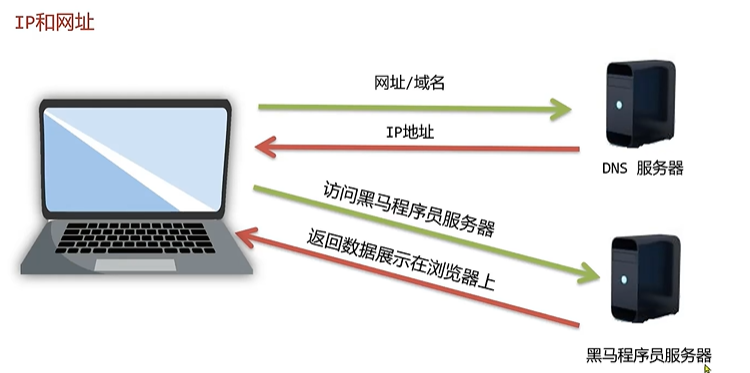 IP和网址
网址/域名
IP地址
DNS 服务器
访问黑马程序员服务器
返回数据展示在浏览器上
黑马程序员服务器